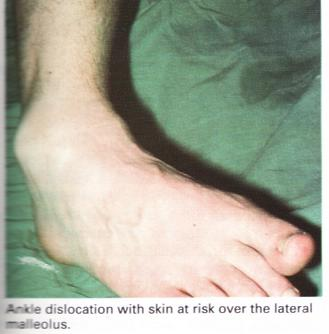 Ankle dislocation with skin at risk over the lateral
malleolus.